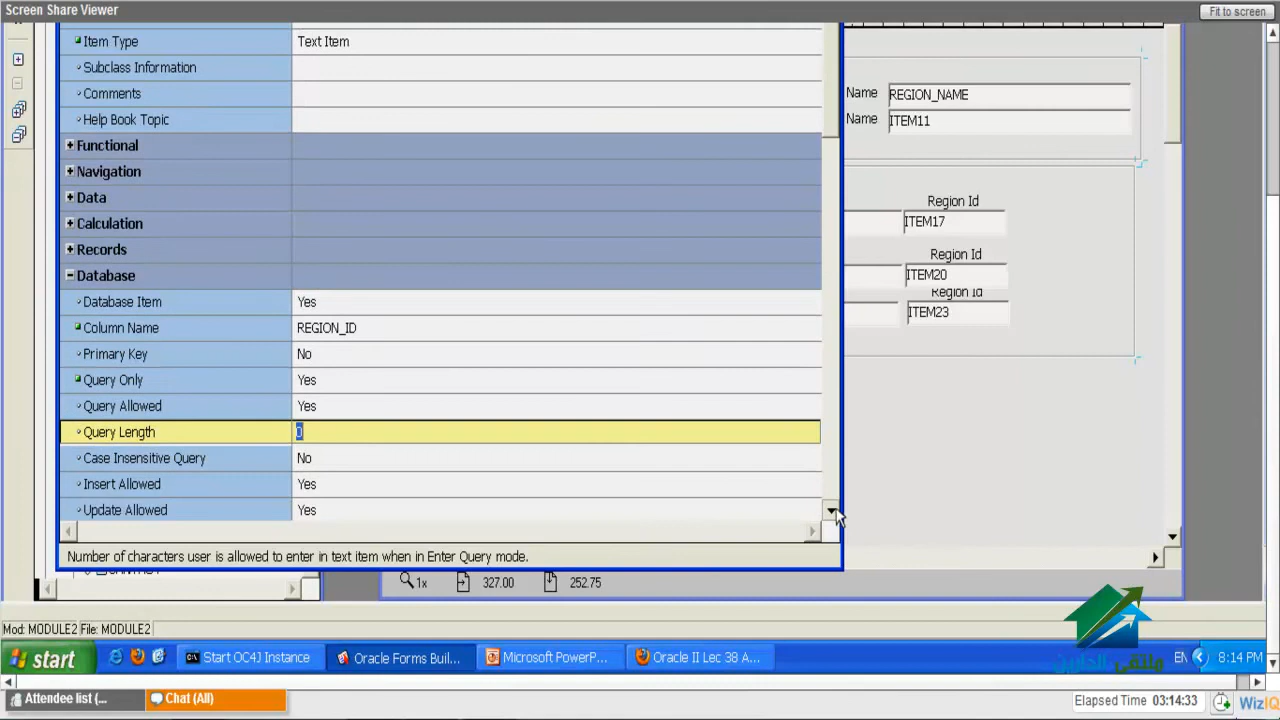 Screen Share Viewer
Fit to screen
Item Type Text Item
Subclass Information
Comments
Help Book Topic
Functional
Navigation
Data
Calculation
Records
Database
Database Item Yes
Column Name REGION_ID
Primary Key No
Query Only Yes
Query Allowed Yes
Query Length 0
Case Insensitive Query No
Insert Allowed Yes
Update Allowed Yes
Number of characters user is allowed to enter in text item when in Enter Query mode.
Name REGION_NAME
Name ITEM11
Region Id
ITEM17
Region Id
ITEM20
Region Id
ITEM23
1x 327.00 252.75
Mod: MODULE2 File: MODULE2
ملتقى الدارين
start Start OC4J Instance Oracle Forms Buil... Microsoft PowerP... Oracle II Lec 38 A... EN 8:14 PM
Attendee list (... Chat (All) Elapsed Time 03:14:33 WizIQ